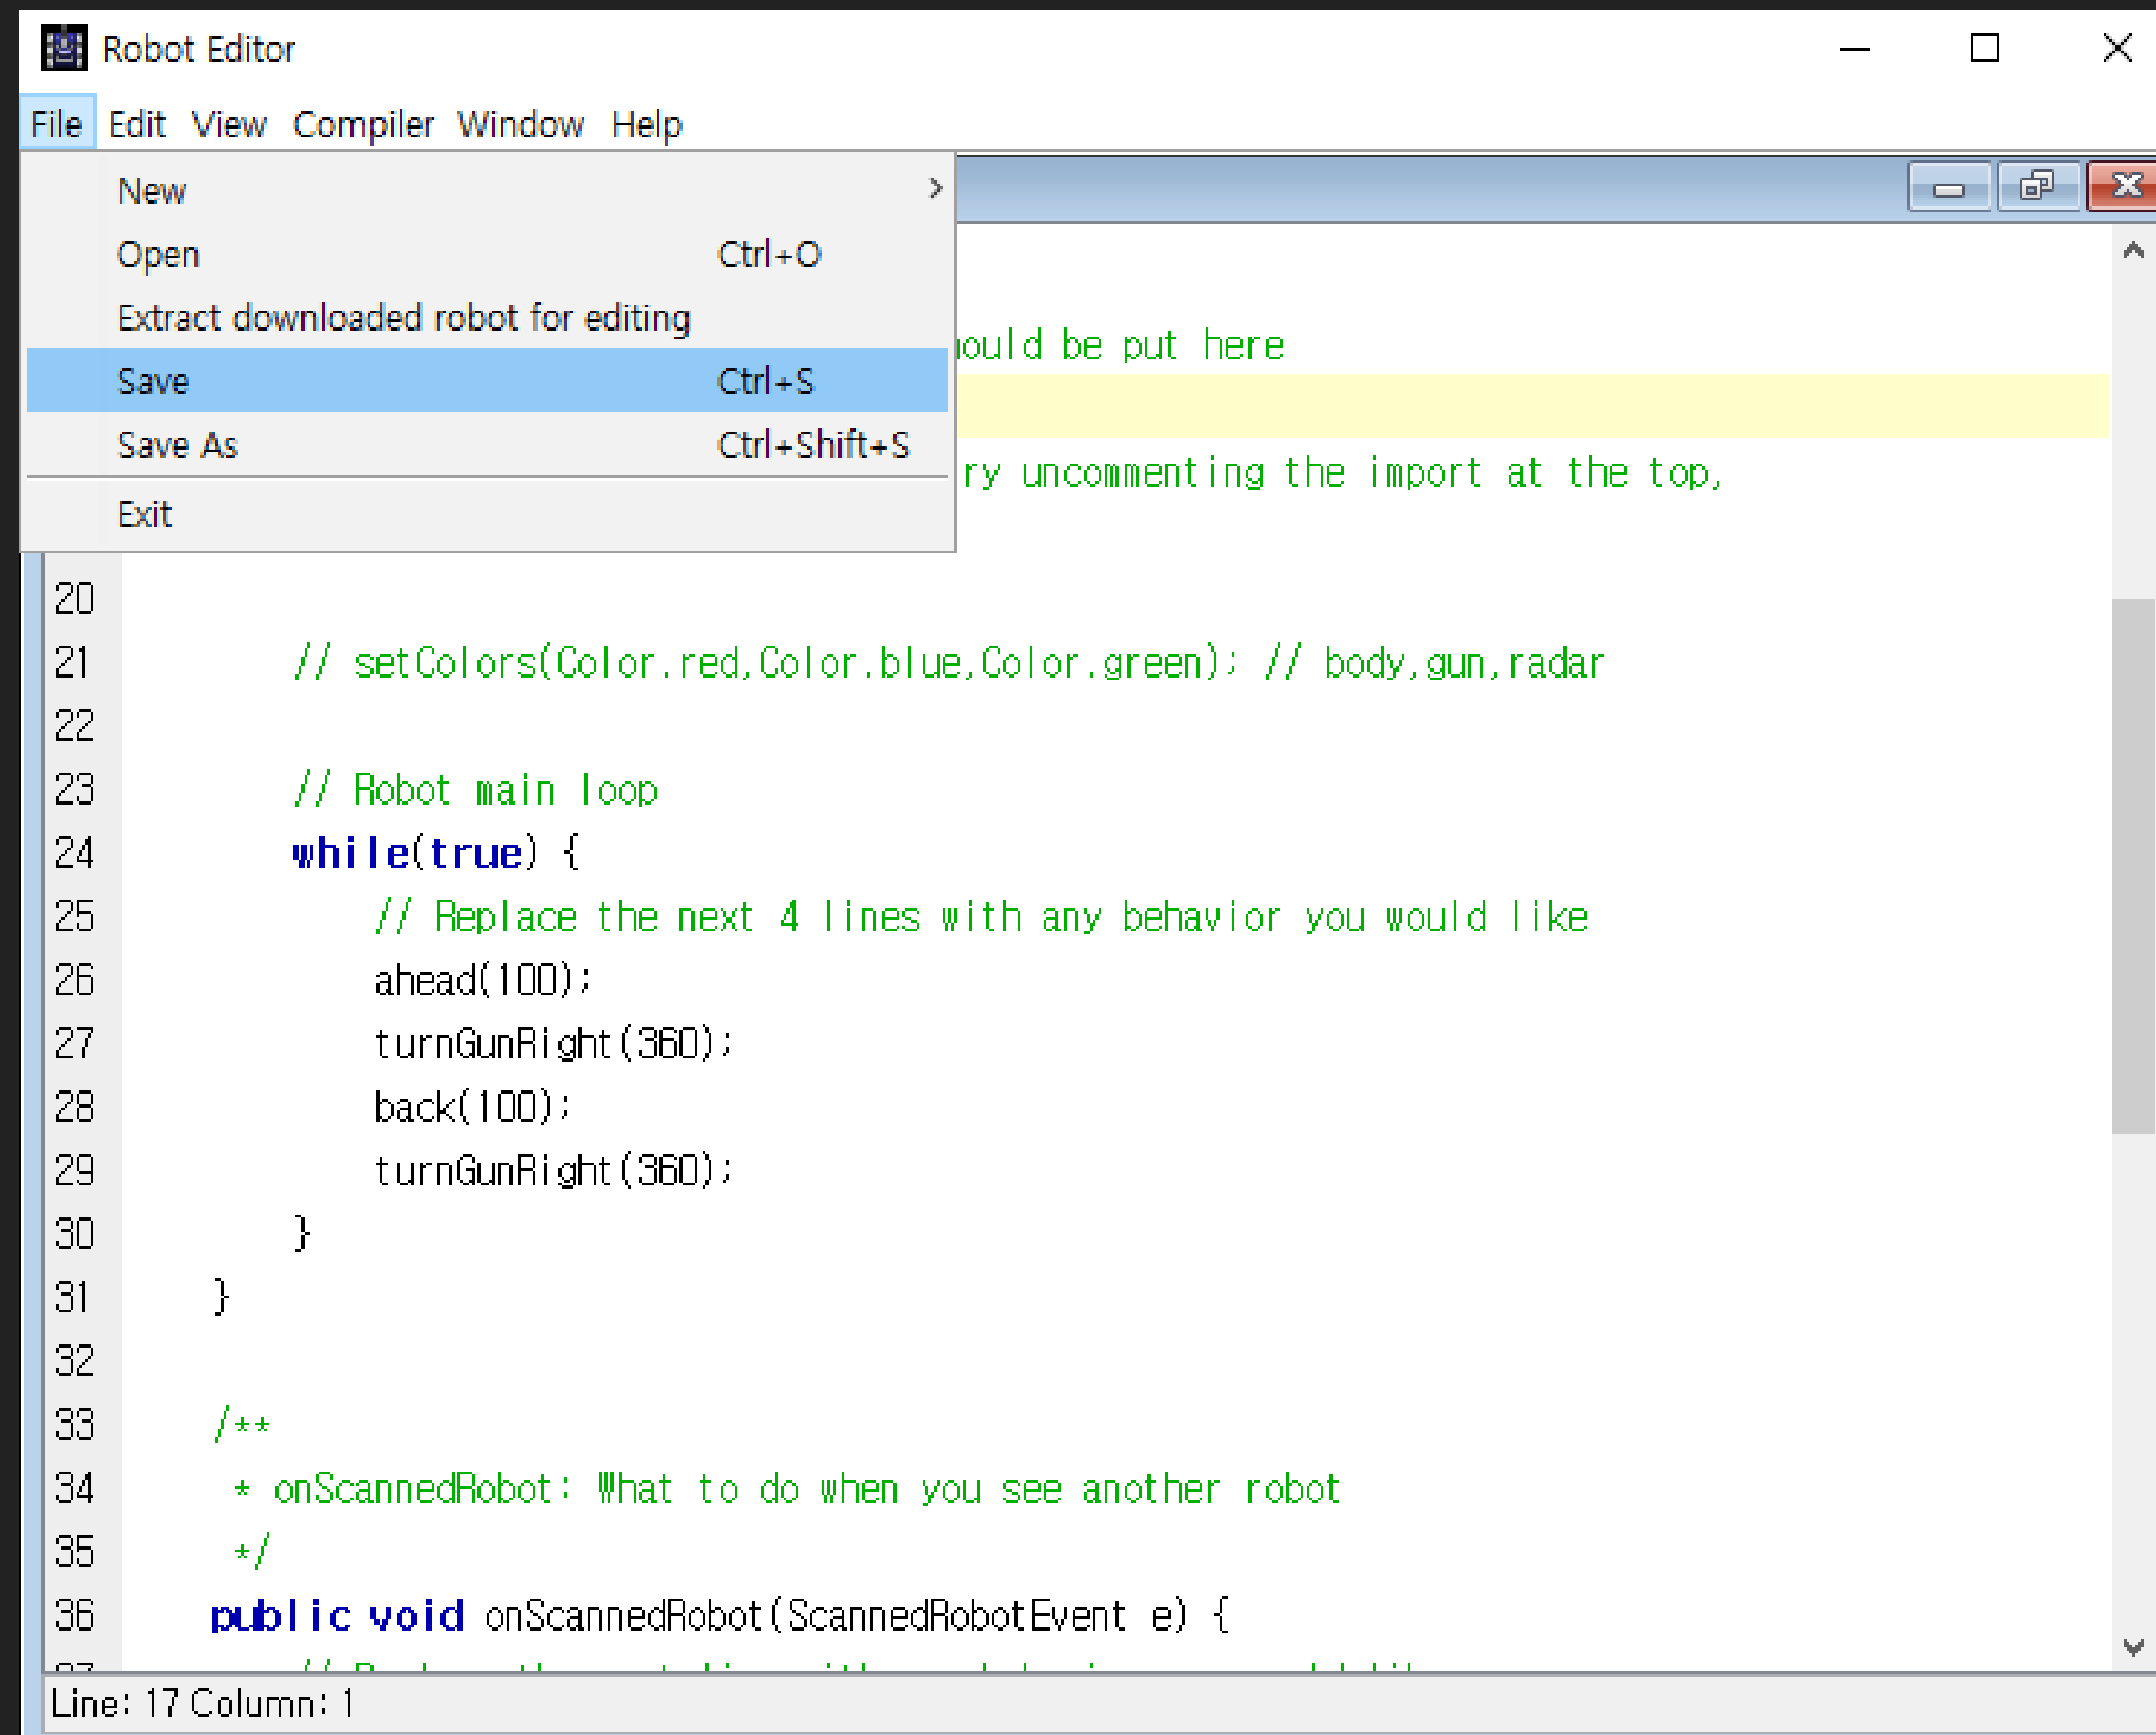 Robot Editor
File Edit View Compiler Window Help
New
Open Ctrl+O
Extract downloaded robot for editing
Save Ctrl+S
Save As Ctrl+Shift+S
Exit
ould be put here
ry uncommenting the import at the top,
20
21 // setColors(Color.red,Color.blue,Color.green); // body,gun,radar
22
23 // Robot main loop
24 while(true) {
25 // Replace the next 4 lines with any behavior you would like
26 ahead(100);
27 turnGunRight(360);
28 back(100);
29 turnGunRight(360);
30 }
31 }
32
33 /**
34 * onScannedRobot: What to do when you see another robot
35 */
36 public void onScannedRobot(ScannedRobotEvent e) {
Line: 17 Column: 1